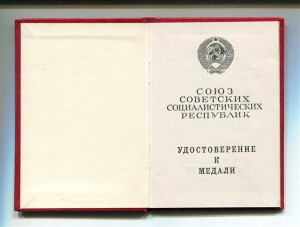 СОЮЗ
СОВЕТСКИХ
СОЦИАЛИСТИЧЕСКИХ
РЕСПУБЛИК
УДОСТОВЕРЕНИЕ
К
МЕДАЛИ